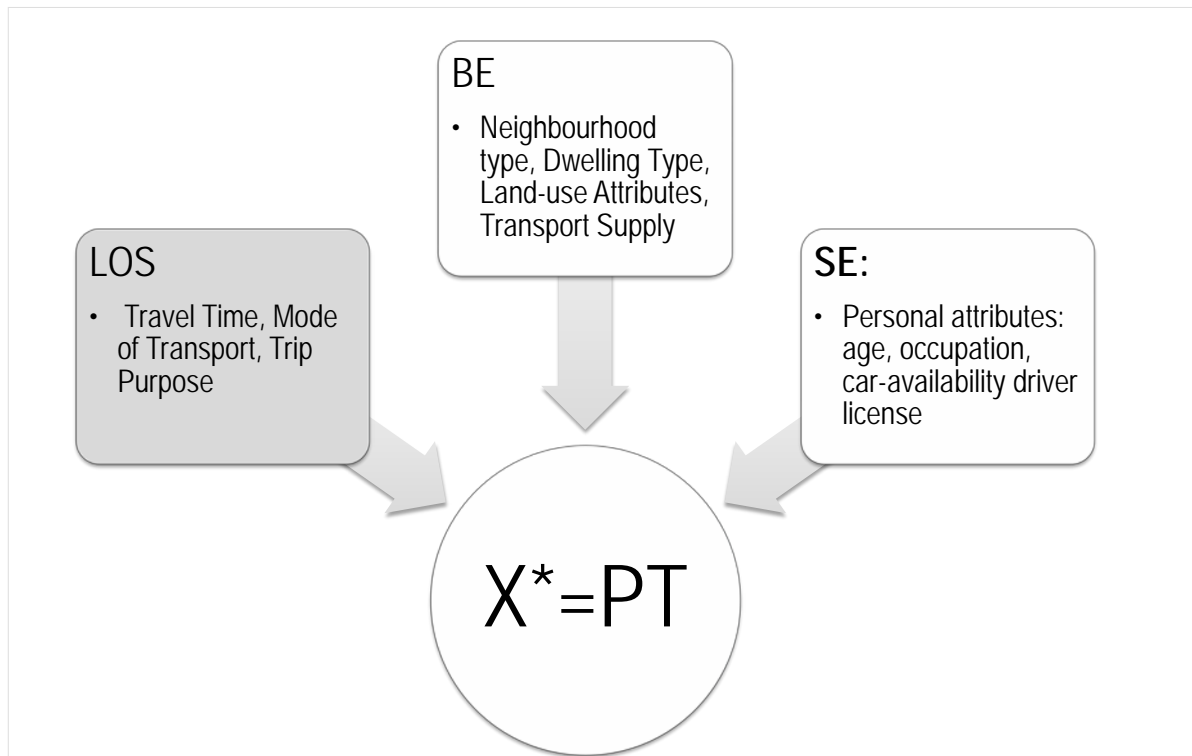 BE
• Neighbourhood
type, Dwelling Type,
Land-use Attributes,
Transport Supply
LOS
• Travel Time, Mode
of Transport, Trip
Purpose
SE:
• Personal attributes:
age, occupation,
car-availability driver
license
X*=PT